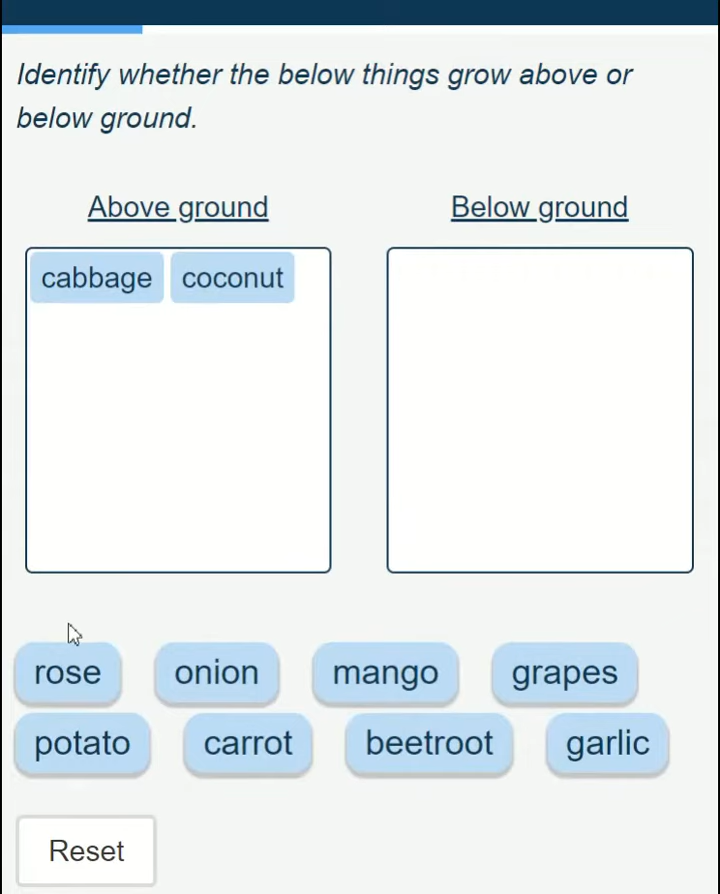 Identify whether the below things grow above or
below ground.
Above ground
Below ground
cabbage coconut
rose onion mango grapes
potato carrot beetroot garlic
Reset